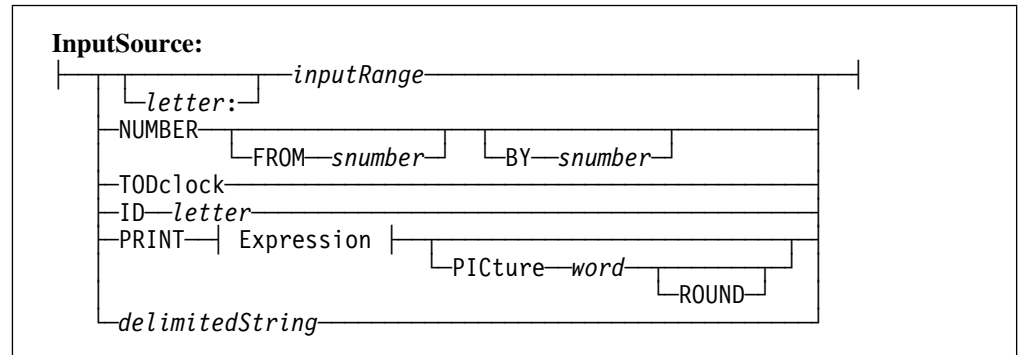 InputSource:
inputRange
letter:
NUMBER
FROM snumber BY snumber
TODclock
ID letter
PRINT Expression
PICture word
ROUND
delimitedString